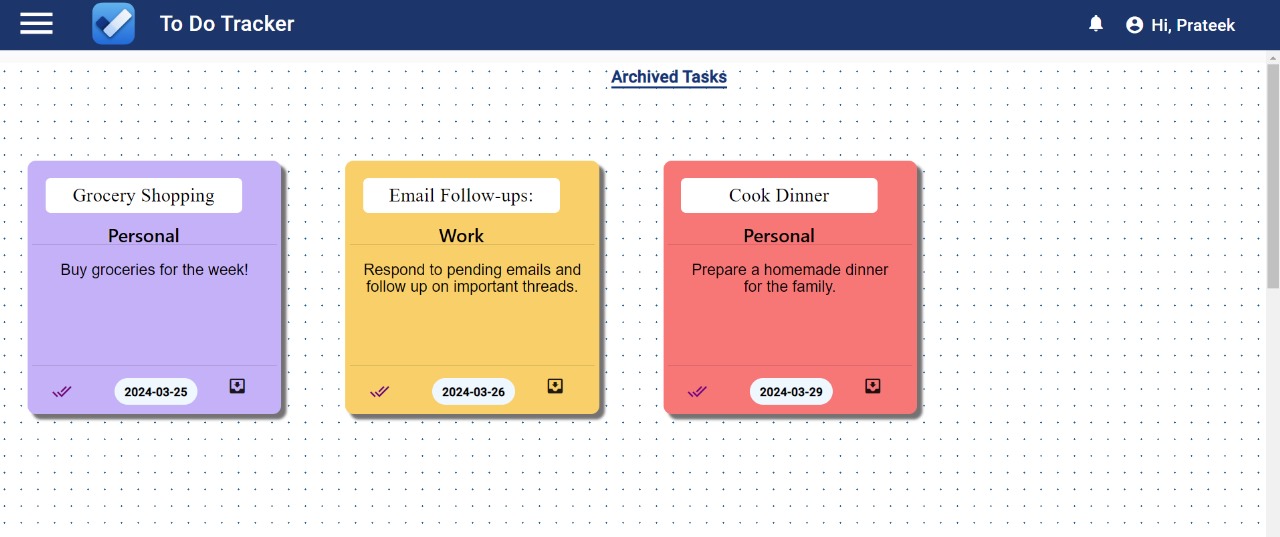 To Do Tracker
Hi, Prateek
Archived Tasks
Grocery Shopping
Personal
Buy groceries for the week!
2024-03-25
Email Follow-ups:
Work
Respond to pending emails and
follow up on important threads.
2024-03-26
Cook Dinner
Personal
Prepare a homemade dinner
for the family.
2024-03-29